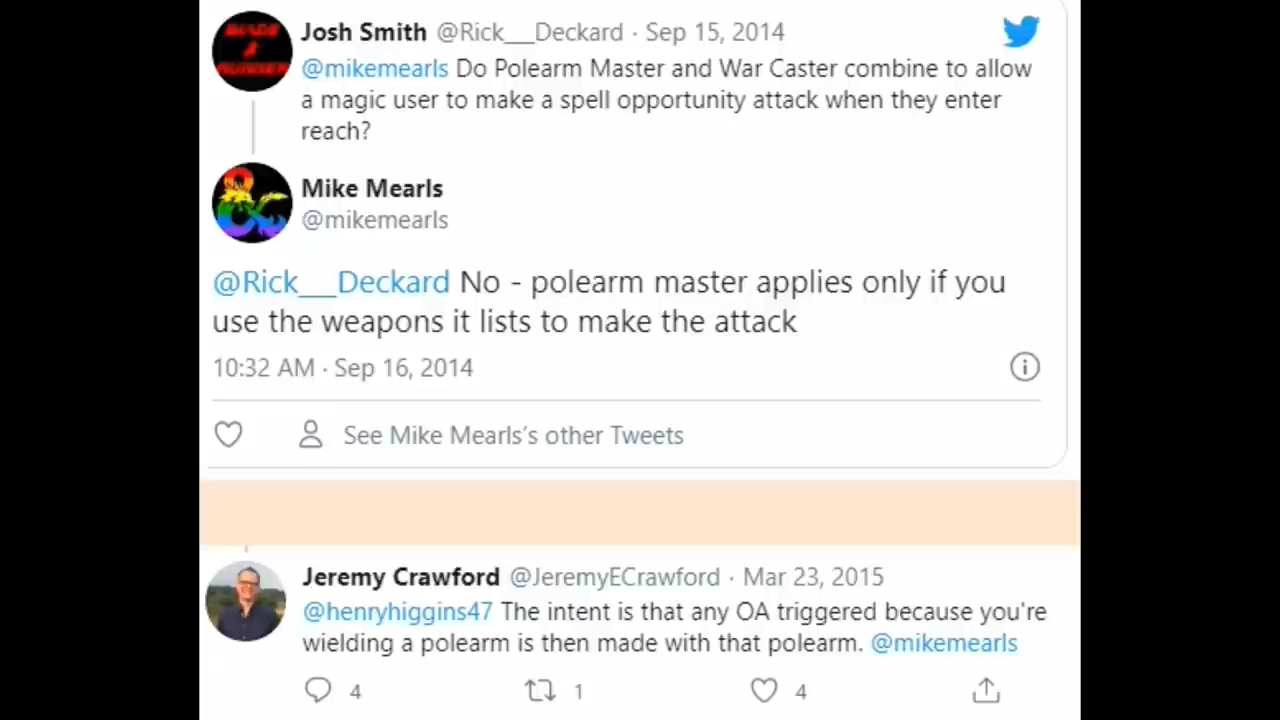 BLADE
RUNNER
Josh Smith @Rick___Deckard · Sep 15, 2014
@mikemearls Do Polearm Master and War Caster combine to allow
a magic user to make a spell opportunity attack when they enter
reach?
Mike Mearls
@mikemearls
@Rick___Deckard No - polearm master applies only if you
use the weapons it lists to make the attack
10:32 AM · Sep 16, 2014
See Mike Mearls's other Tweets
Jeremy Crawford @JeremyECrawford · Mar 23, 2015
@henryhiggins47 The intent is that any OA triggered because you're
wielding a polearm is then made with that polearm. @mikemearls
4 1 4